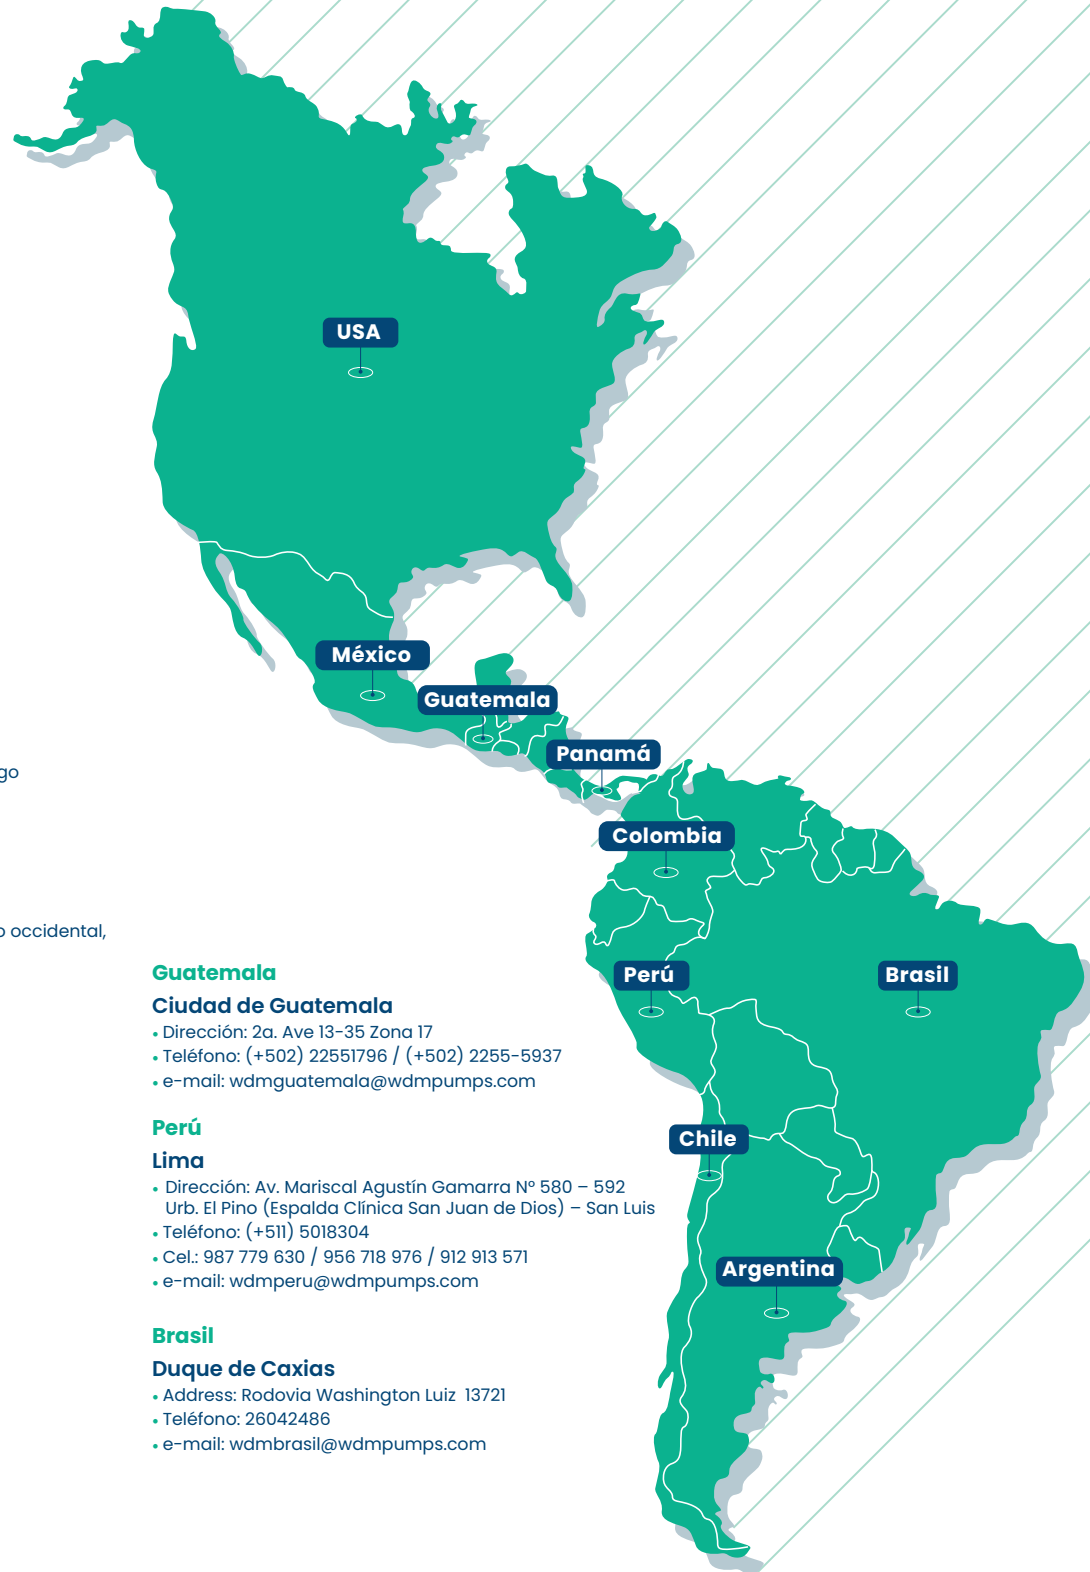 USA
México
Guatemala
Panamá
Colombia
Perú
Brasil
Chile
Argentina
go
occidental,
Guatemala
Ciudad de Guatemala
• Dirección: 2a. Ave 13-35 Zona 17
• Teléfono: (+502) 22551796 / (+502) 2255-5937
• e-mail: wdmguatemala@wdmpumps.com
Perú
Lima
• Dirección: Av. Mariscal Agustín Gamarra Nº 580 – 592
Urb. El Pino (Espalda Clínica San Juan de Dios) – San Luis
• Teléfono: (+511) 5018304
• Cel.: 987 779 630 / 956 718 976 / 912 913 571
• e-mail: wdmperu@wdmpumps.com
Brasil
Duque de Caxias
• Address: Rodovia Washington Luiz 13721
• Teléfono: 26042486
• e-mail: wdmbrasil@wdmpumps.com